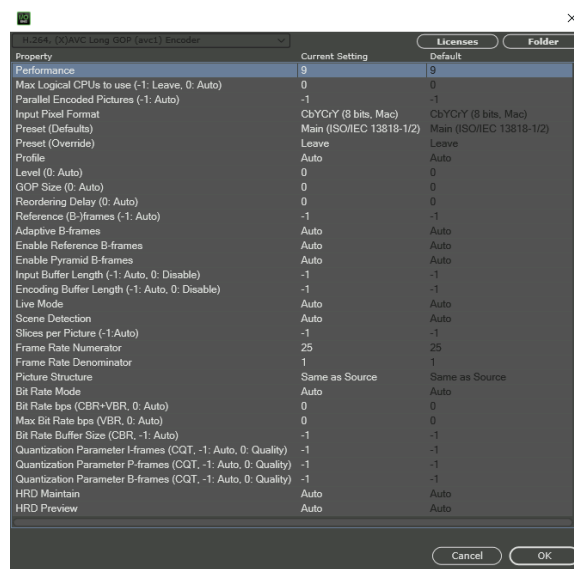 H.264, (X)AVC Long GOP (avc1) Encoder Licenses Folder
Property Current Setting Default
Performance 9 9
Max Logical CPUs to use (-1: Leave, 0: Auto) 0 0
Parallel Encoded Pictures (-1: Auto) -1 -1
Input Pixel Format CbYCrY (8 bits, Mac) CbYCrY (8 bits, Mac)
Preset (Defaults) Main (ISO/IEC 13818-1/2) Main (ISO/IEC 13818-1/2)
Preset (Override) Leave Leave
Profile Auto Auto
Level (0: Auto) 0 0
GOP Size (0: Auto) 0 0
Reordering Delay (0: Auto) 0 0
Reference (B-)frames (-1: Auto) -1 -1
Adaptive B-frames Auto Auto
Enable Reference B-frames Auto Auto
Enable Pyramid B-frames Auto Auto
Input Buffer Length (-1: Auto, 0: Disable) -1 -1
Encoding Buffer Length (-1: Auto, 0: Disable) -1 -1
Live Mode Auto Auto
Scene Detection Auto Auto
Slices per Picture (-1:Auto) -1 -1
Frame Rate Numerator 25 25
Frame Rate Denominator 1 1
Picture Structure Same as Source Same as Source
Bit Rate Mode Auto Auto
Bit Rate bps (CBR+VBR, 0: Auto) 0 0
Max Bit Rate bps (VBR, 0: Auto) 0 0
Bit Rate Buffer Size (CBR, -1: Auto) -1 -1
Quantization Parameter I-frames (CQT, -1: Auto, 0: Quality) -1 -1
Quantization Parameter P-frames (CQT, -1: Auto, 0: Quality) -1 -1
Quantization Parameter B-frames (CQT, -1: Auto, 0: Quality) -1 -1
HRD Maintain Auto Auto
HRD Preview Auto Auto
Cancel OK